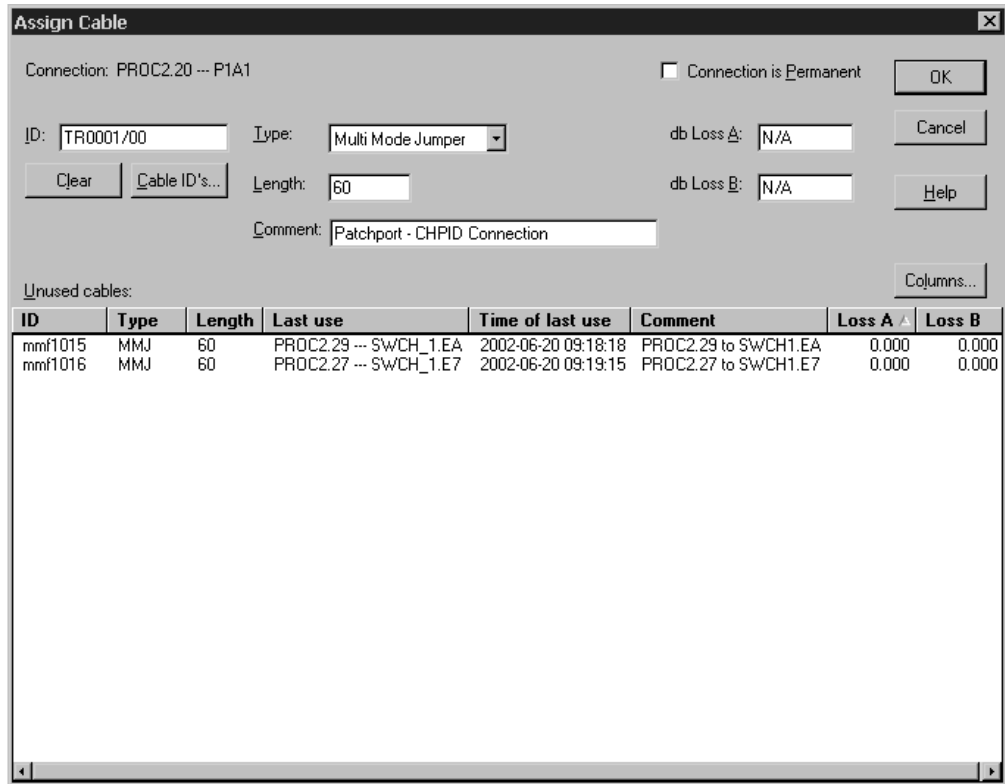 Assign Cable
Connection: PROC2.20 --- P1A1
Connection is Permanent
OK
ID: TR0001/00
Type: Multi Mode Jumper
db Loss A: N/A
Cancel
Clear
Cable ID's...
Length: 60
db Loss B: N/A
Help
Comment: Patchport - CHPID Connection
Columns...
Unused cables:
ID Type Length Last use Time of last use Comment Loss A Loss B
mmf1015 MMJ 60 PROC2.29 --- SWCH_1.EA 2002-06-20 09:18:18 PROC2.29 to SWCH1.EA 0.000 0.000
mmf1016 MMJ 60 PROC2.27 --- SWCH_1.E7 2002-06-20 09:19:15 PROC2.27 to SWCH1.E7 0.000 0.000